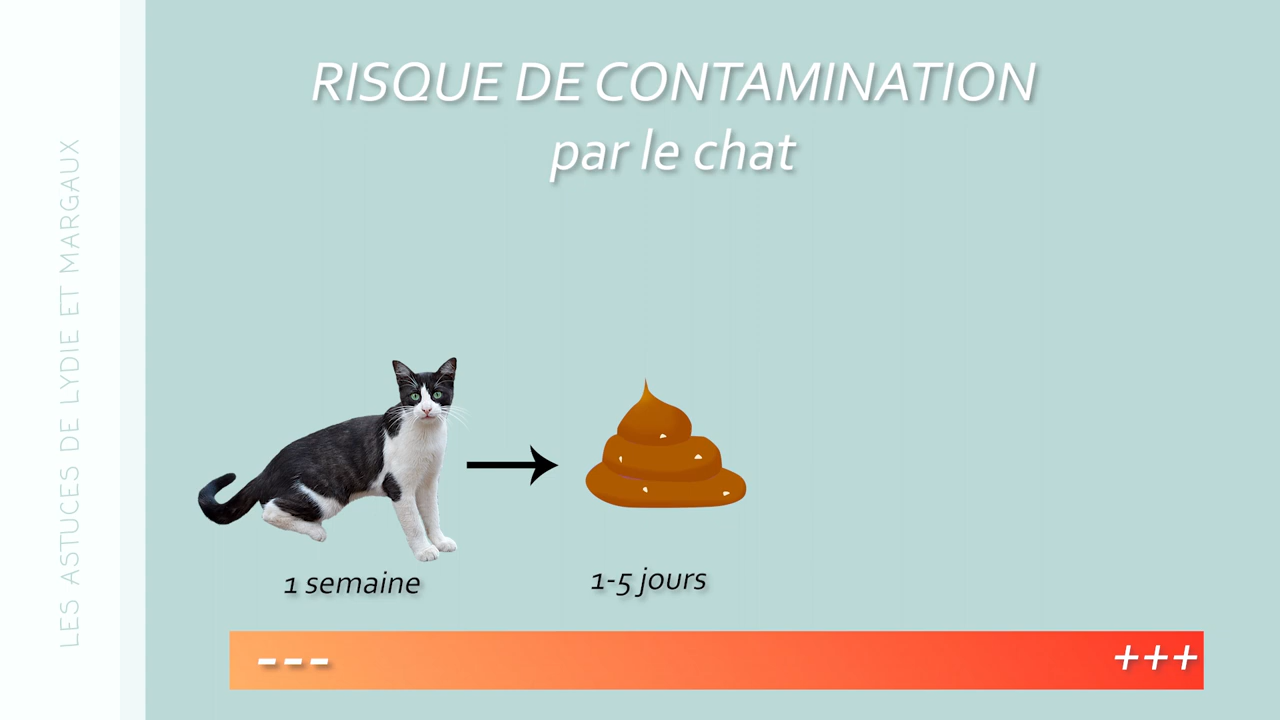 RISQUE DE CONTAMINATION
par le chat
LES ASTUCES DE LYDIE ET MARGAUX
1 semaine
1-5 jours
--- +++